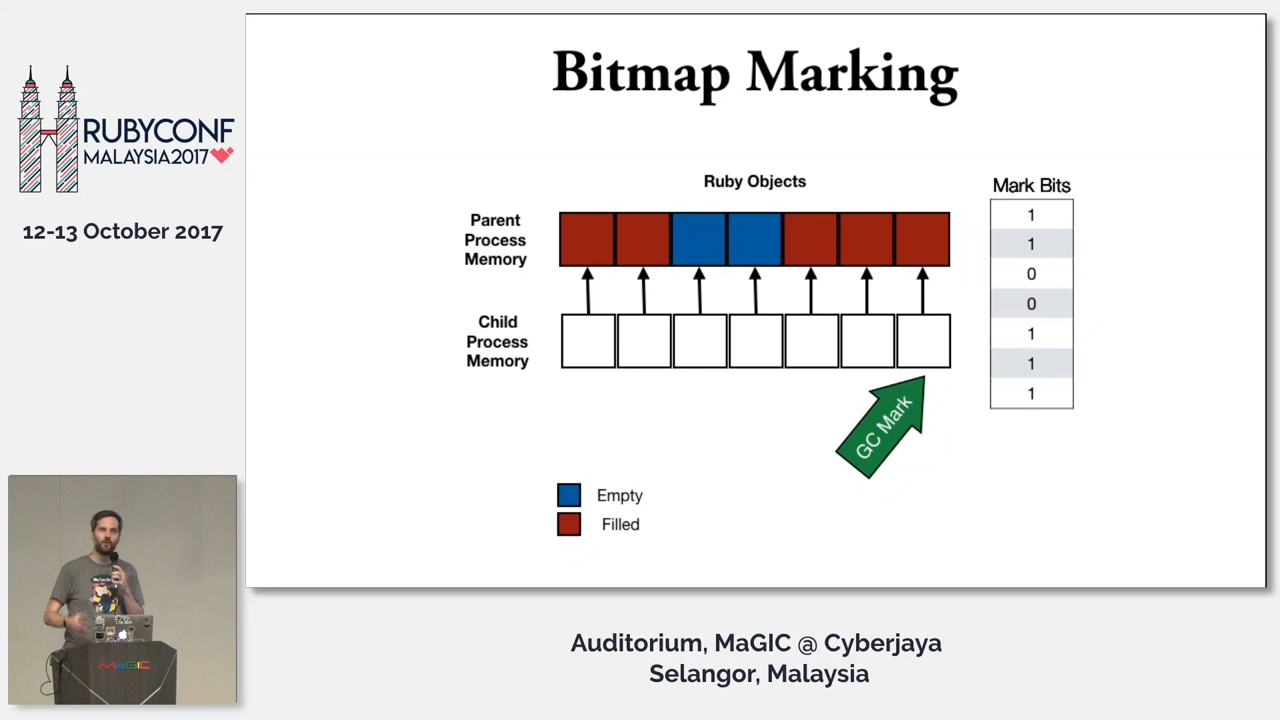 RUBYCONF
MALAYSIA2017
12-13 October 2017
Bitmap Marking
Ruby Objects
Parent
Process
Memory
Child
Process
Memory
Mark Bits
1
1
0
0
1
1
1
GC Mark
Empty
Filled
MaGIC
Auditorium, MaGIC @ Cyberjaya
Selangor, Malaysia